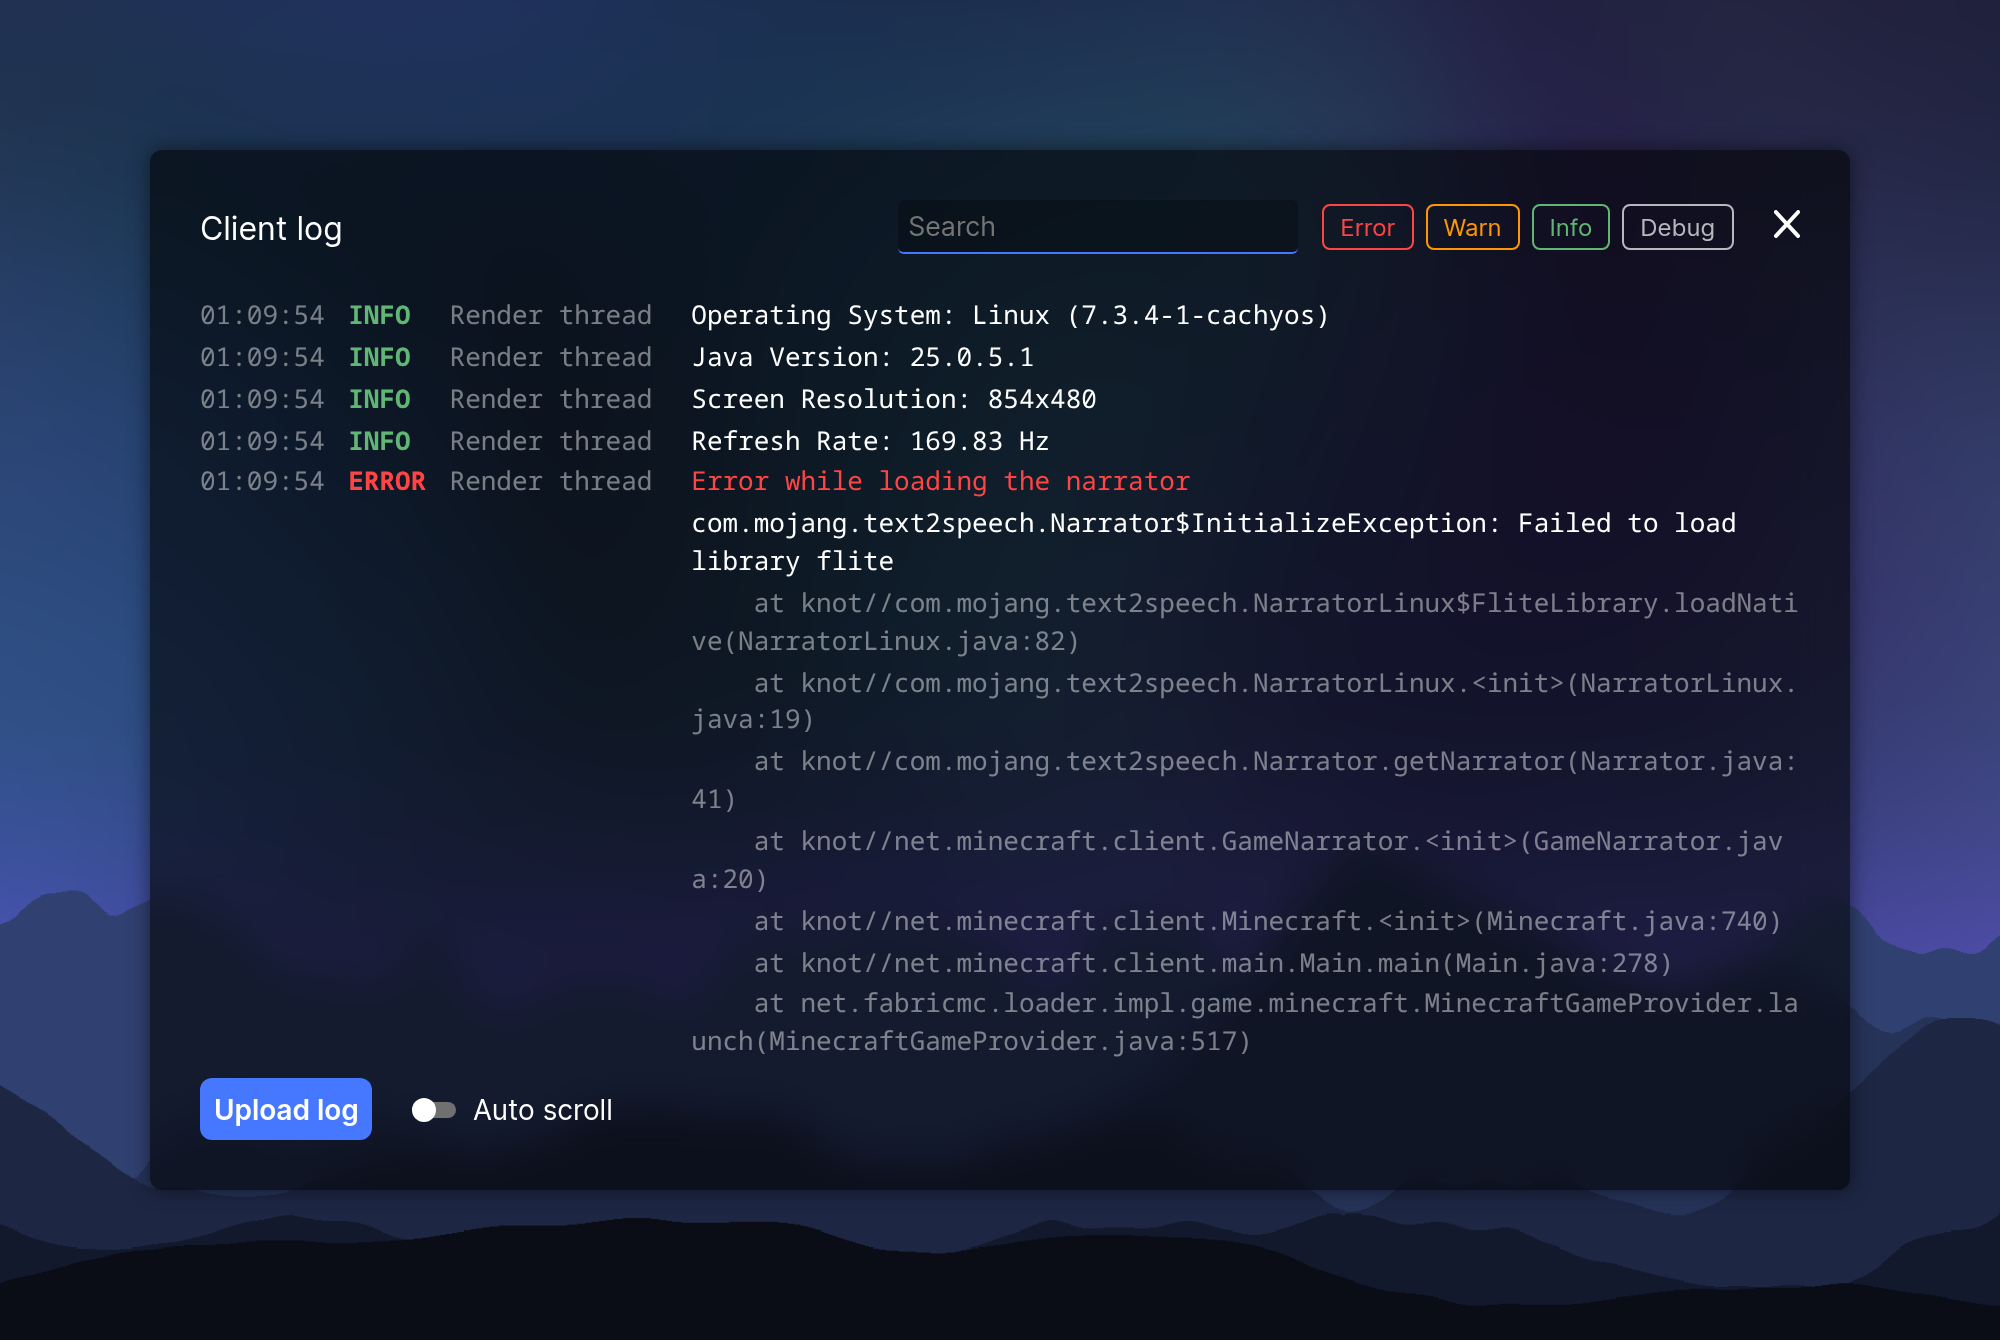 Client log
Search
Error
Warn
Info
Debug
01:09:54 INFO Render thread Operating System: Linux (7.3.4-1-cachyos)
01:09:54 INFO Render thread Java Version: 25.0.5.1
01:09:54 INFO Render thread Screen Resolution: 854x480
01:09:54 INFO Render thread Refresh Rate: 169.83 Hz
01:09:54 ERROR Render thread Error while loading the narrator
com.mojang.text2speech.Narrator$InitializeException: Failed to load
library flite
at knot//com.mojang.text2speech.NarratorLinux$FliteLibrary.loadNati
ve(NarratorLinux.java:82)
at knot//com.mojang.text2speech.NarratorLinux.<init>(NarratorLinux.
java:19)
at knot//com.mojang.text2speech.Narrator.getNarrator(Narrator.java:
41)
at knot//net.minecraft.client.GameNarrator.<init>(GameNarrator.jav
a:20)
at knot//net.minecraft.client.Minecraft.<init>(Minecraft.java:740)
at knot//net.minecraft.client.main.Main.main(Main.java:278)
at net.fabricmc.loader.impl.game.minecraft.MinecraftGameProvider.la
unch(MinecraftGameProvider.java:517)
Upload log
Auto scroll